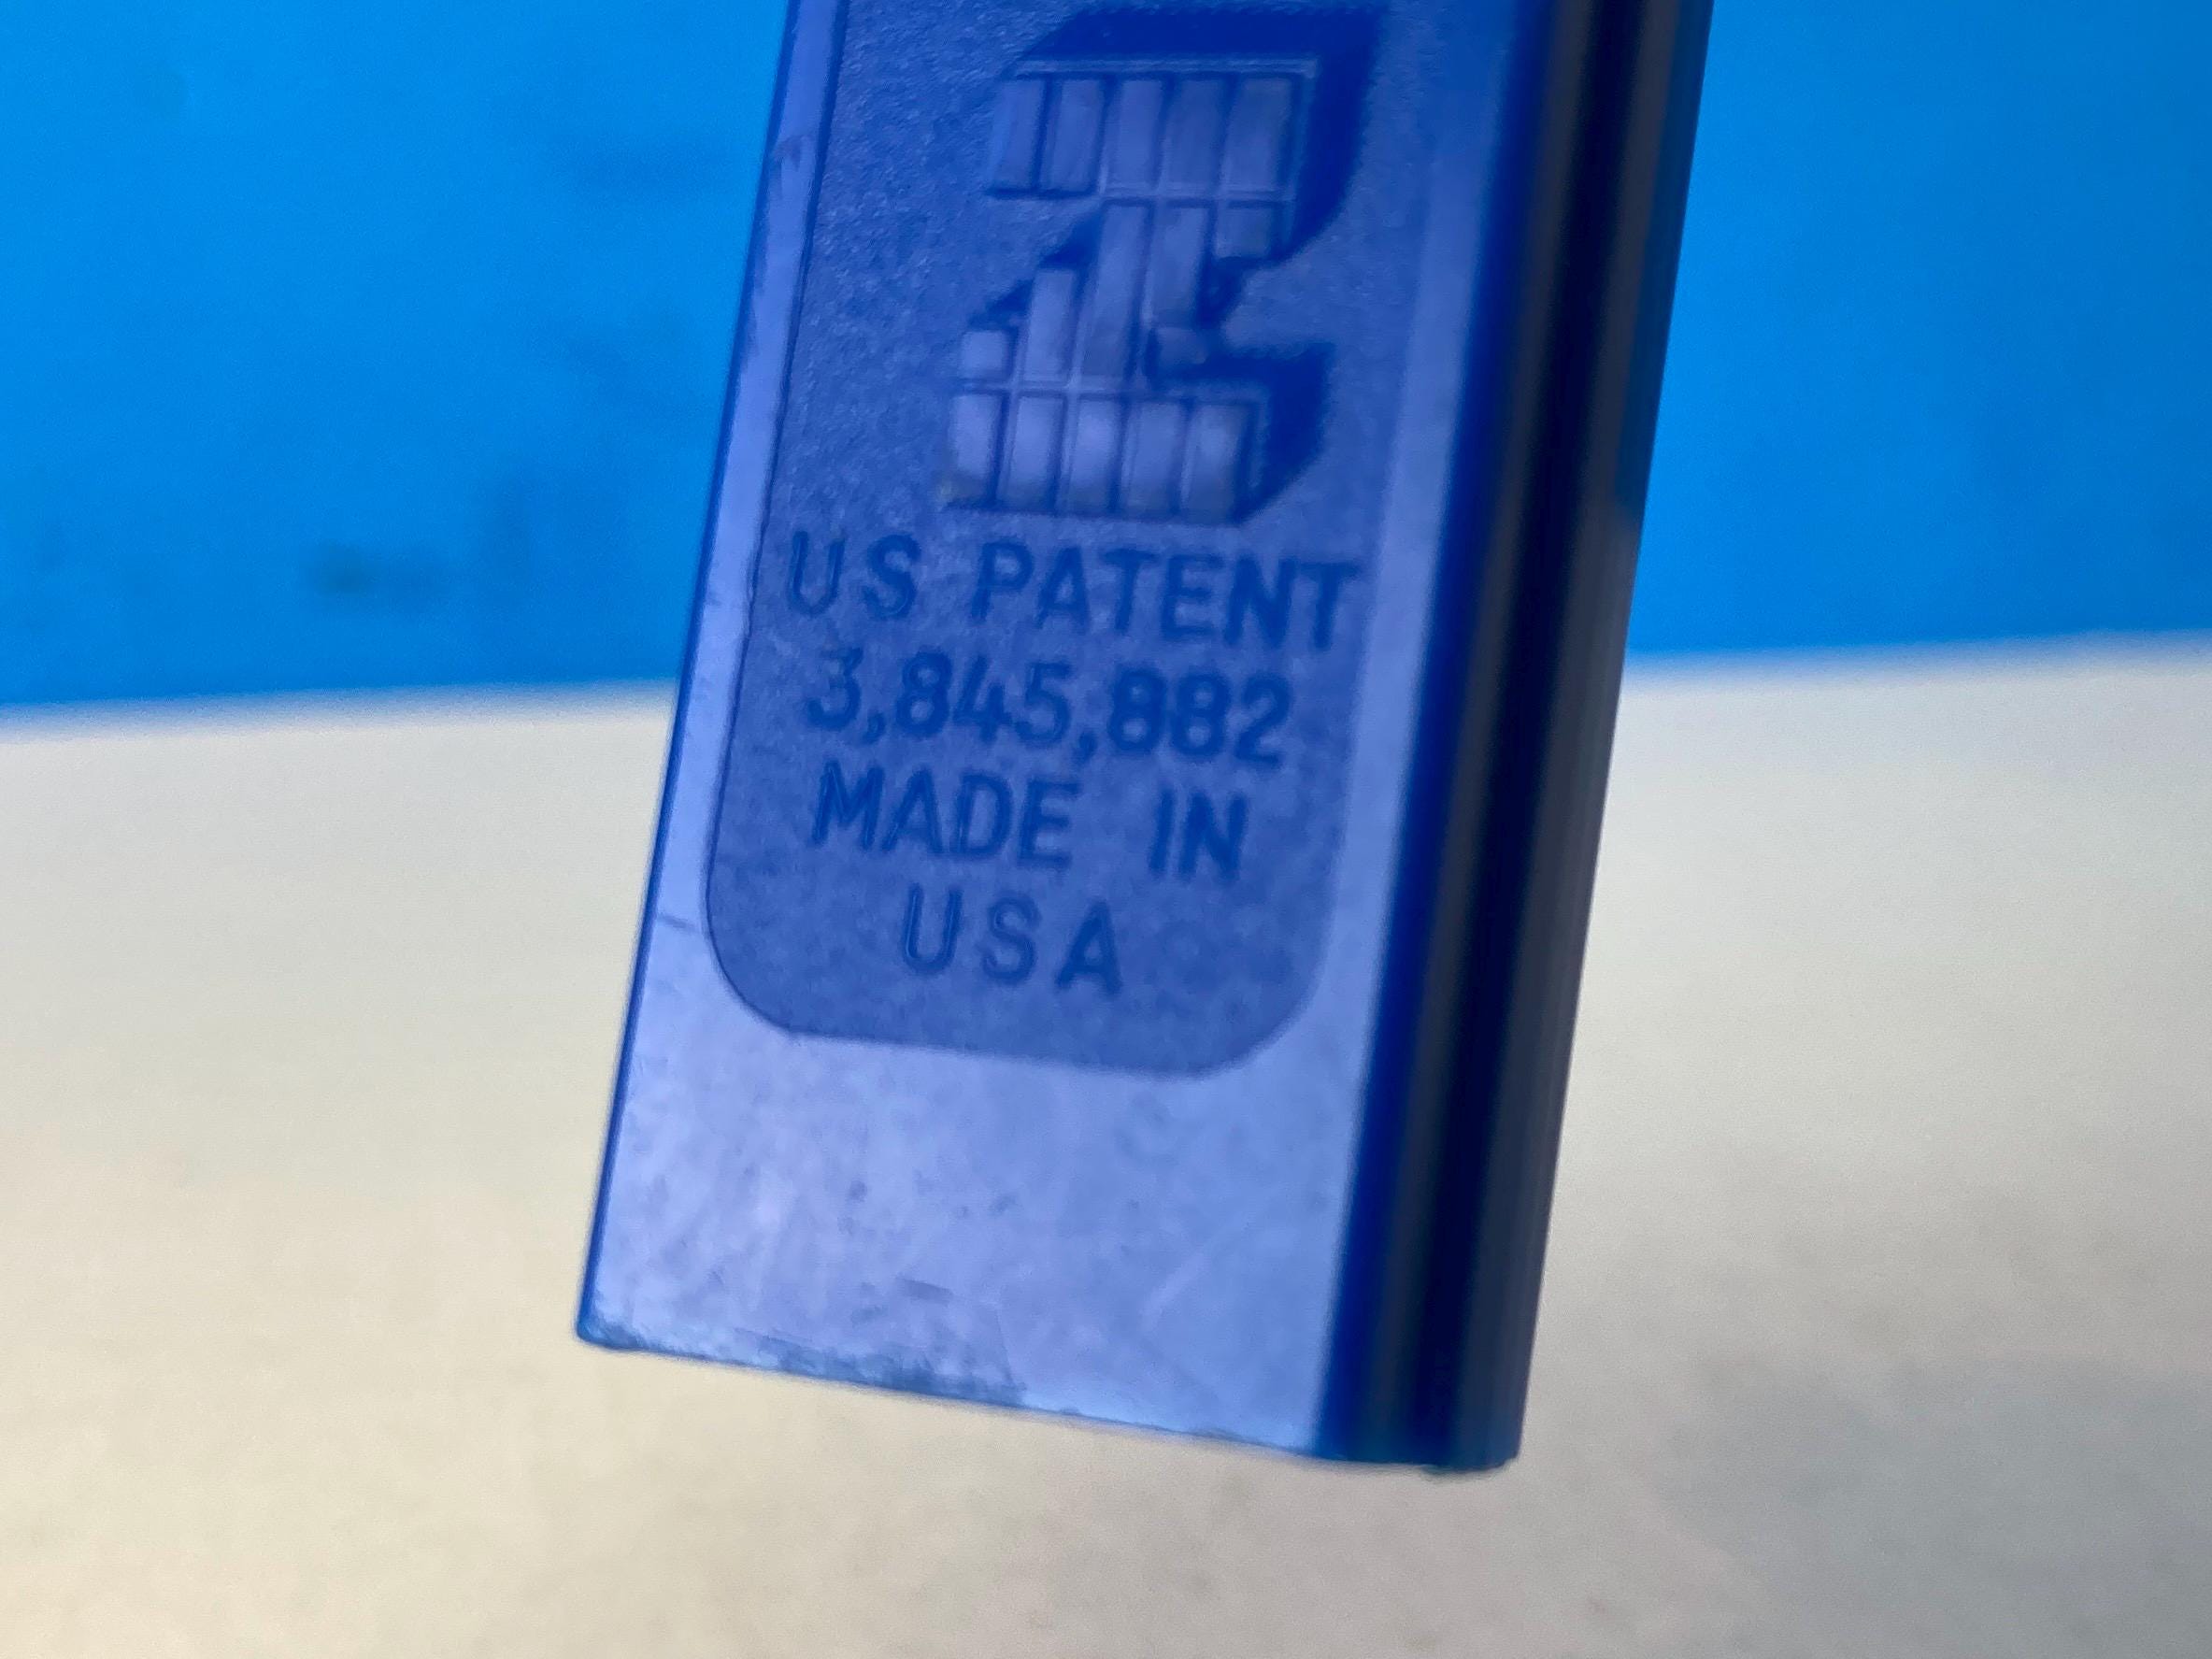 US PATENT
3,845,882
MADE IN
USA